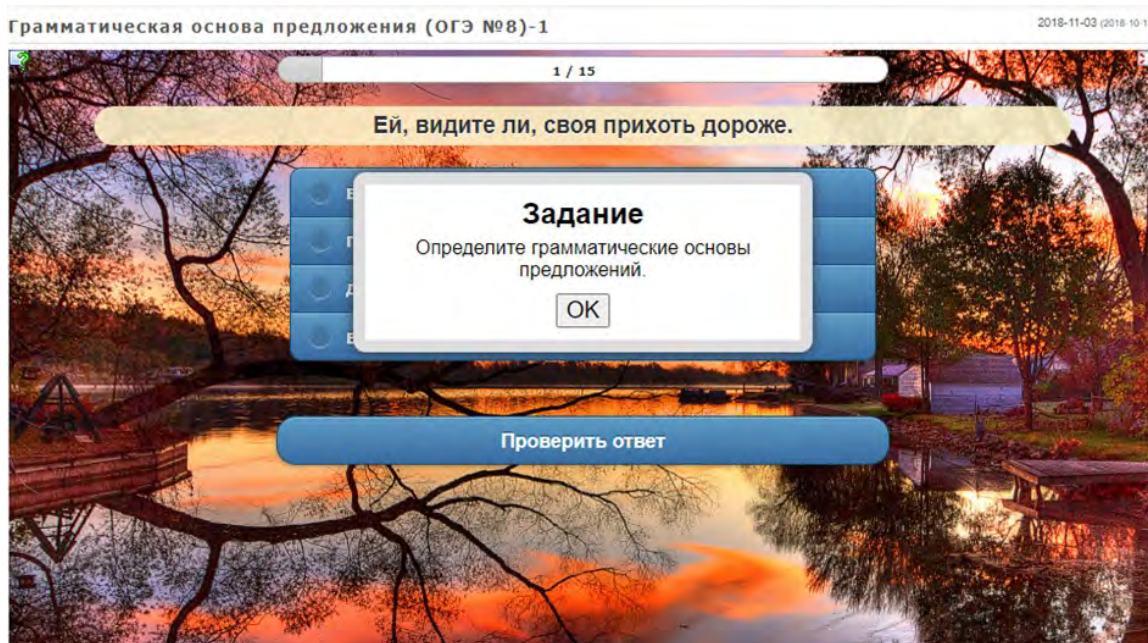 Грамматическая основа предложения (ОГЭ №8)-1
2018-11-03
1 / 15
Ей, видите ли, своя прихоть дороже.
Задание
Определите грамматические основы
предложений.
OK
Проверить ответ